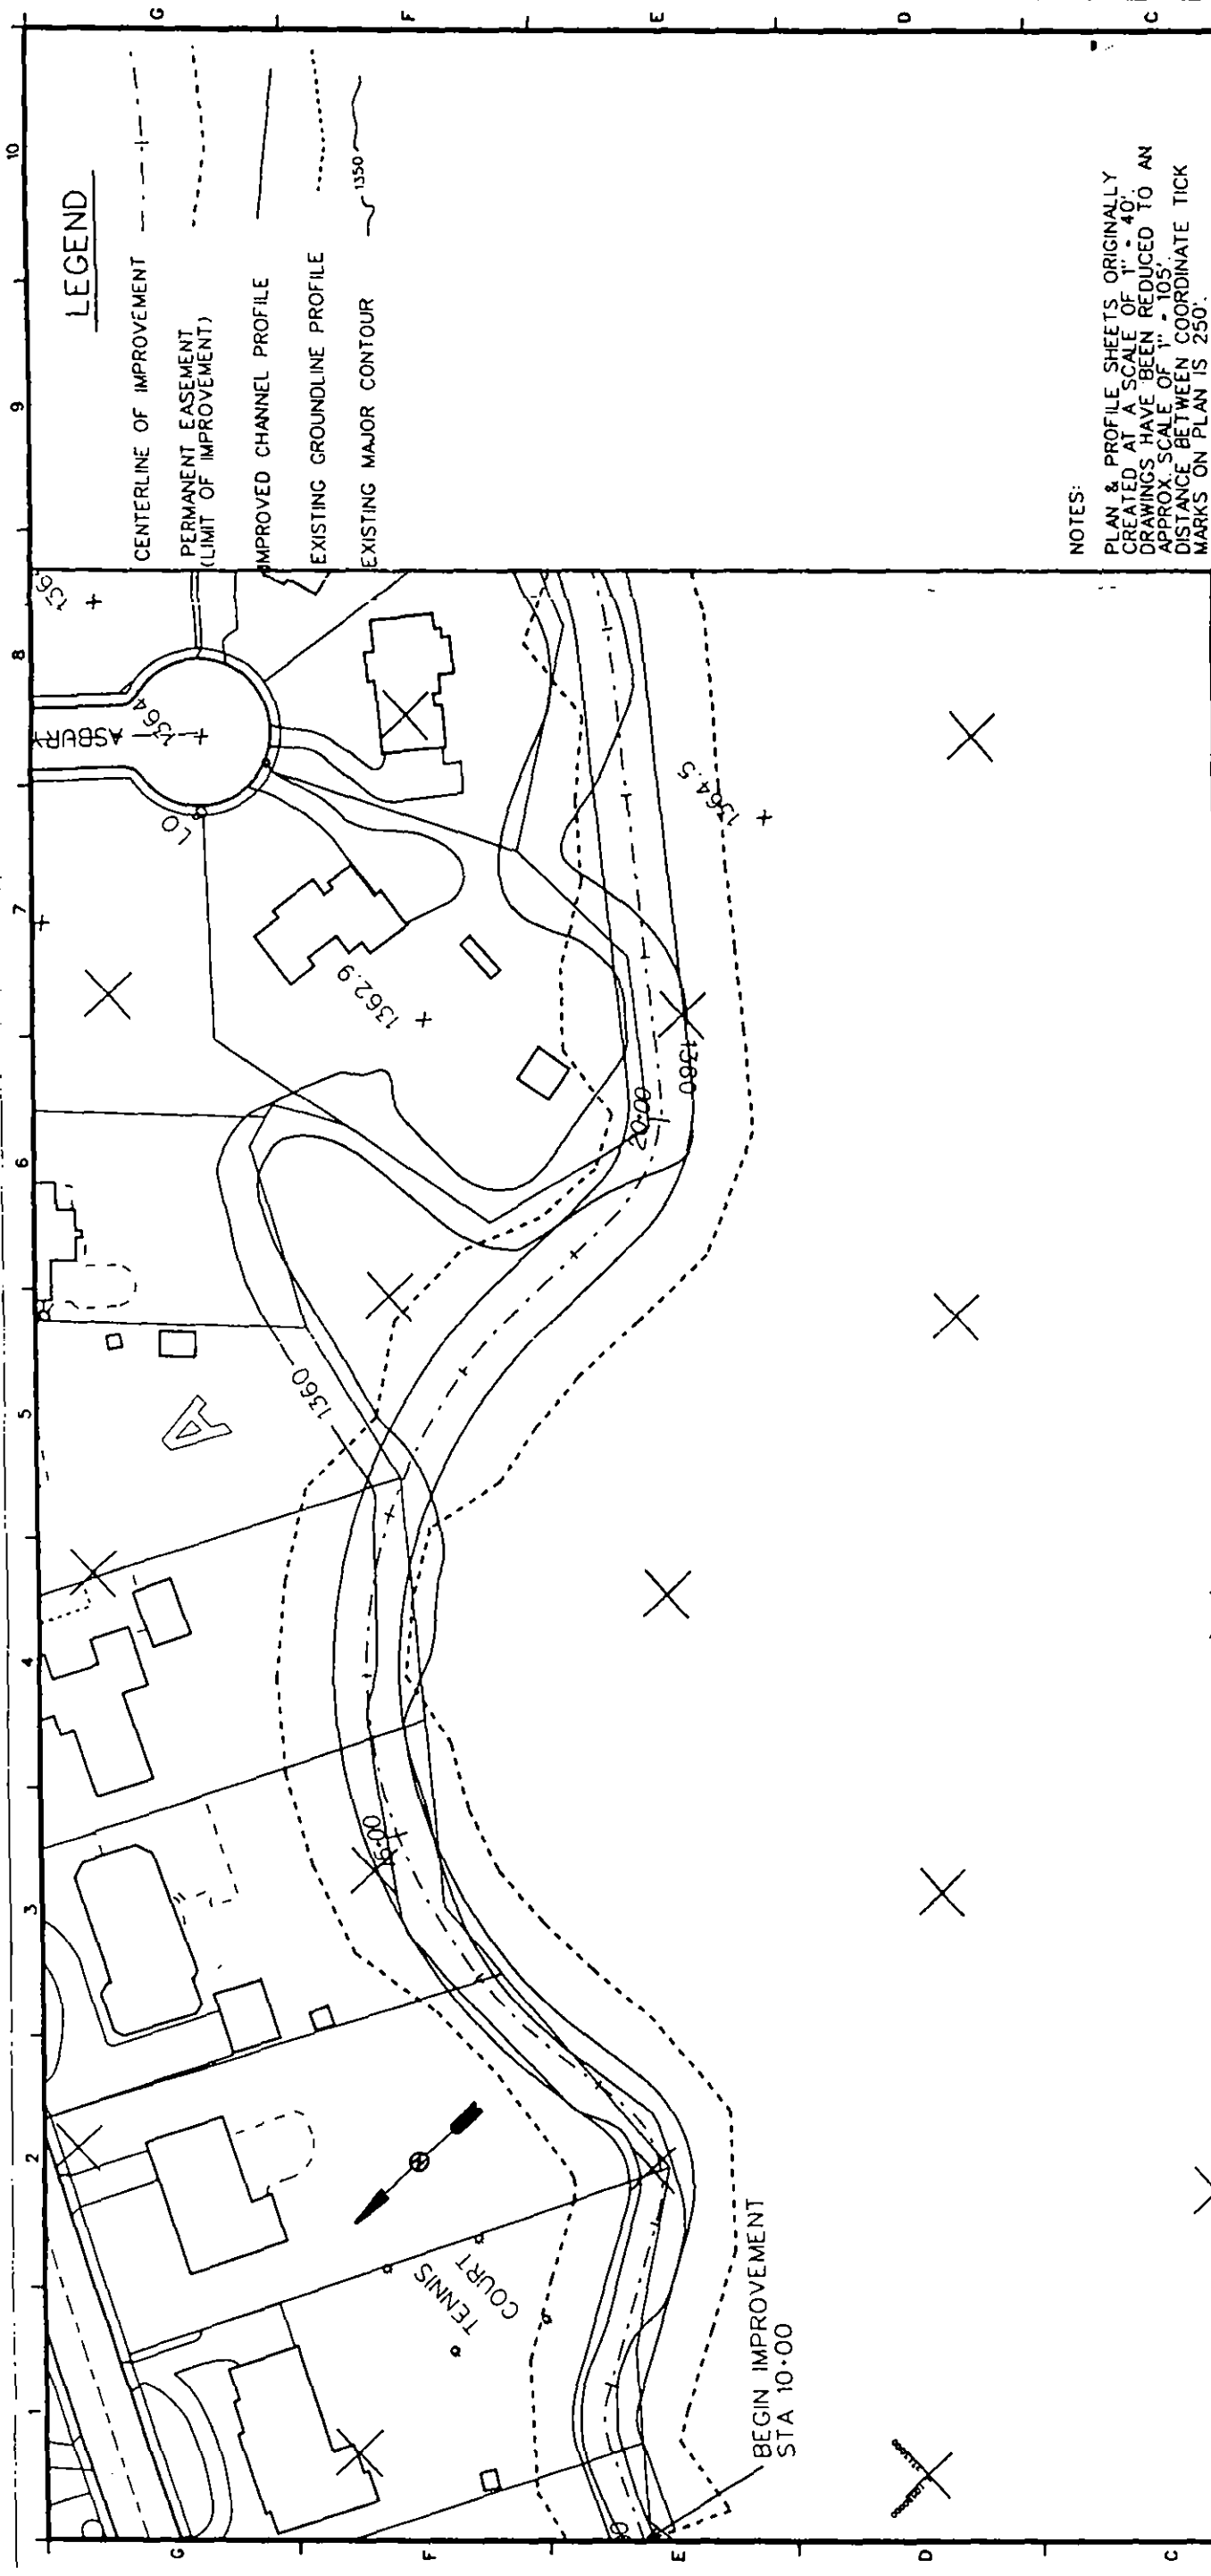 LEGEND
CENTERLINE OF IMPROVEMENT
PERMANENT EASEMENT
(LIMIT OF IMPROVEMENT)
IMPROVED CHANNEL PROFILE
EXISTING GROUNDLINE PROFILE
EXISTING MAJOR CONTOUR
1350
NOTES:
PLAN & PROFILE SHEETS ORIGINALLY
CREATED AT A SCALE OF 1" = 40'.
DRAWINGS HAVE BEEN REDUCED TO AN
APPROX. SCALE OF 1" = 105'.
DISTANCE BETWEEN COORDINATE TICK
MARKS ON PLAN IS 250'.
1
2
3
4
5
6
7
8
9
10
G
F
E
D
C
G
F
E
D
C
ASBURY
1364
136
LO
1362.9
1364.5
1360
1360
A
20+00
15+00
TENNIS
COURT
BEGIN IMPROVEMENT
STA 10+00